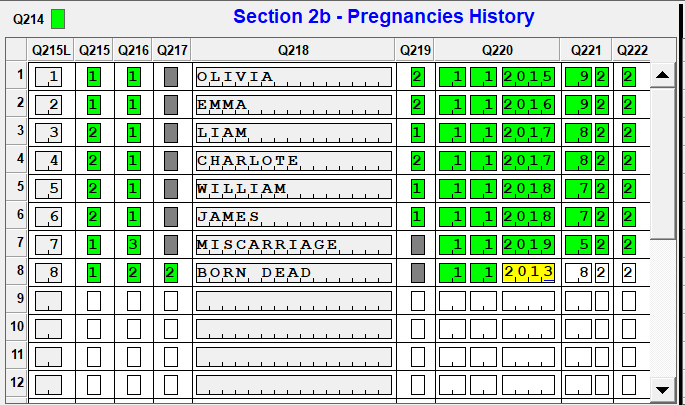 Q214 Section 2b - Pregnancies History
Q215L Q215 Q216 Q217 Q218 Q219 Q220 Q221 Q222
1 1 1 1 OLIVIA 2 1 1 2015 9 2 2
2 2 1 1 EMMA 2 1 1 2016 9 2 2
3 3 2 1 LIAM 1 1 1 2017 8 2 2
4 4 2 1 CHARLOTE 2 1 1 2017 8 2 2
5 5 2 1 WILLIAM 1 1 1 2018 7 2 2
6 6 2 1 JAMES 1 1 1 2018 7 2 2
7 7 1 3 MISCARRIAGE 1 1 2019 5 2 2
8 8 1 2 2 BORN DEAD 1 1 2013 8 2 2
9
10
11
12